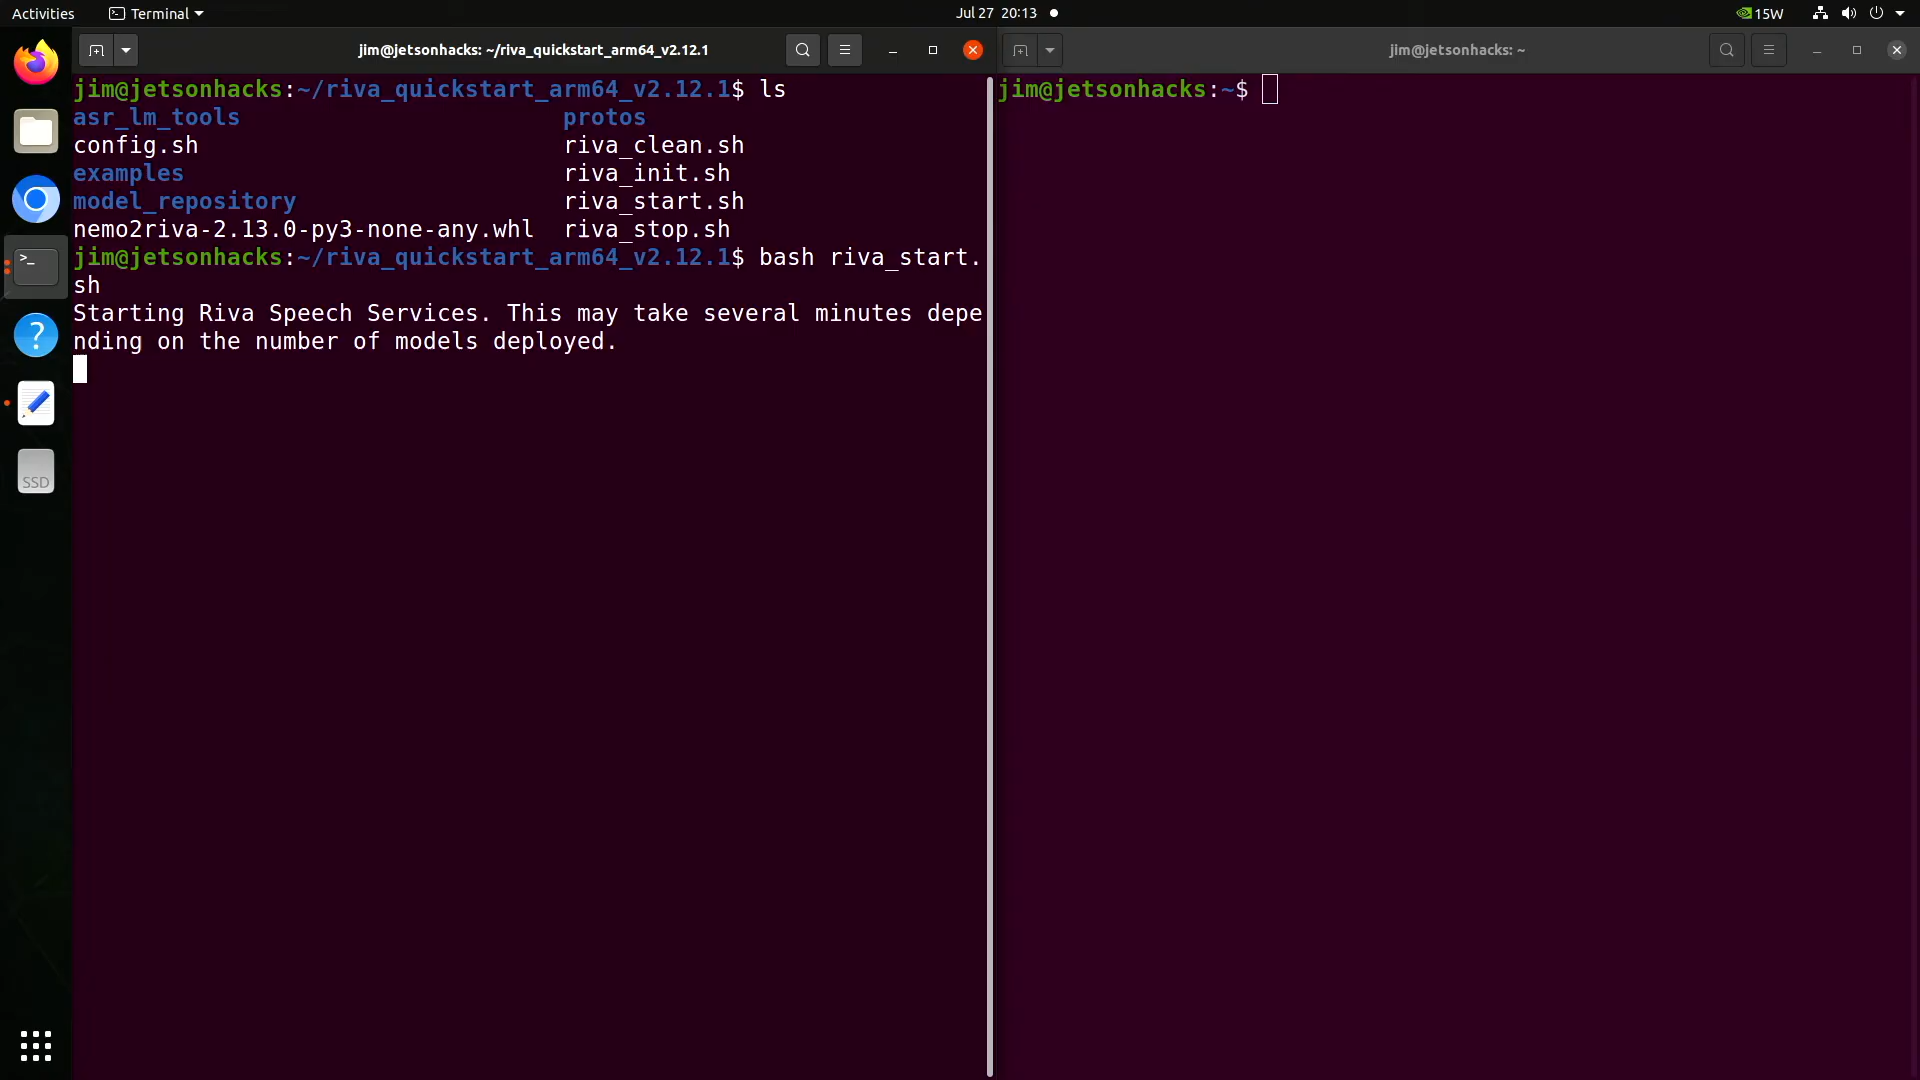 Activities Terminal Jul 27 20:13 15W
jim@jetsonhacks: ~/riva_quickstart_arm64_v2.12.1
jim@jetsonhacks:~/riva_quickstart_arm64_v2.12.1$ ls
asr_lm_tools protos
config.sh riva_clean.sh
examples riva_init.sh
model_repository riva_start.sh
nemo2riva-2.13.0-py3-none-any.whl riva_stop.sh
jim@jetsonhacks:~/riva_quickstart_arm64_v2.12.1$ bash riva_start.
sh
Starting Riva Speech Services. This may take several minutes depe
nding on the number of models deployed.
jim@jetsonhacks: ~
jim@jetsonhacks:~$
SSD